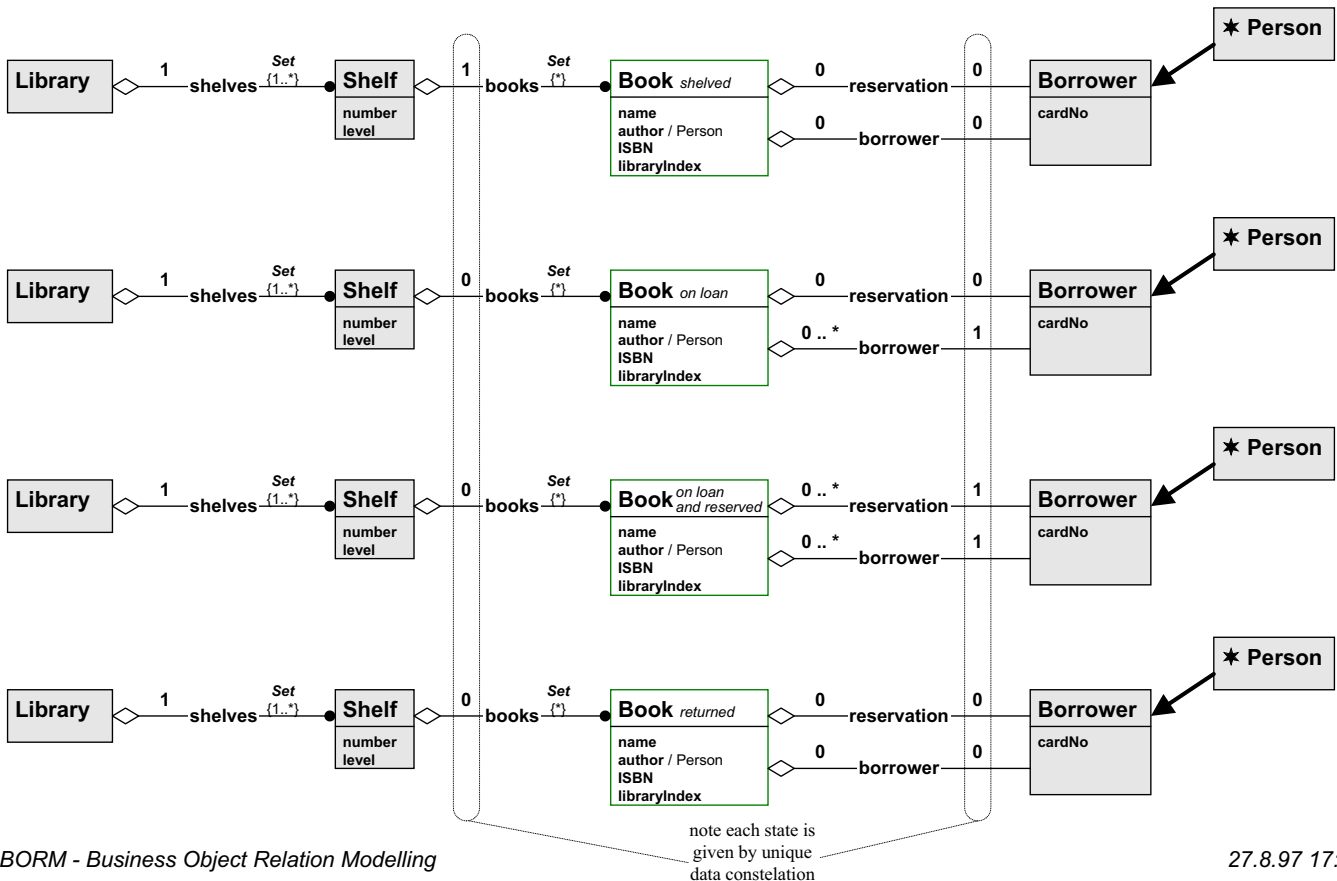 ✶ Person
Library 1 shelves Set {1..*} Shelf 1 books Set {*} Book shelved 0 reservation 0 Borrower
number
level
name
author / Person
ISBN
libraryIndex
0 borrower 0
cardNo
✶ Person
Library 1 shelves Set {1..*} Shelf 0 books Set {*} Book on loan 0 reservation 0 Borrower
number
level
name
author / Person
ISBN
libraryIndex
0 .. * borrower 1
cardNo
✶ Person
Library 1 shelves Set {1..*} Shelf 0 books Set {*} Book on loan and reserved 0 .. * reservation 1 Borrower
number
level
name
author / Person
ISBN
libraryIndex
0 .. * borrower 1
cardNo
✶ Person
Library 1 shelves Set {1..*} Shelf 0 books Set {*} Book returned 0 reservation 0 Borrower
number
level
name
author / Person
ISBN
libraryIndex
0 borrower 0
cardNo
note each state is
given by unique
data constelation
BORM - Business Object Relation Modelling
27.8.97 17: